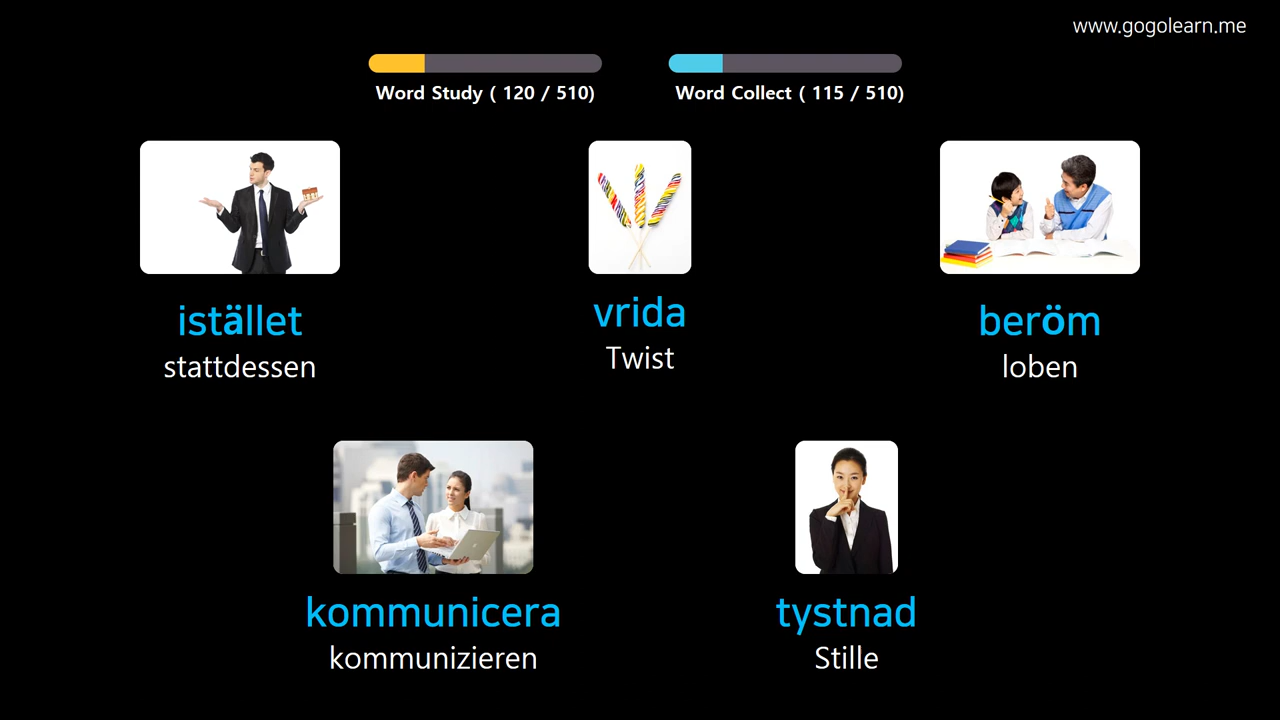 www.gogolearn.me
Word Study ( 120 / 510)
Word Collect ( 115 / 510)
istället
stattdessen
vrida
Twist
beröm
loben
kommunicera
kommunizieren
tystnad
Stille